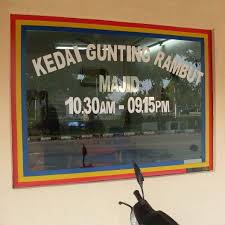 KEDAI GUNTING RAMBUT
MAJID
10.30AM - 09.15PM